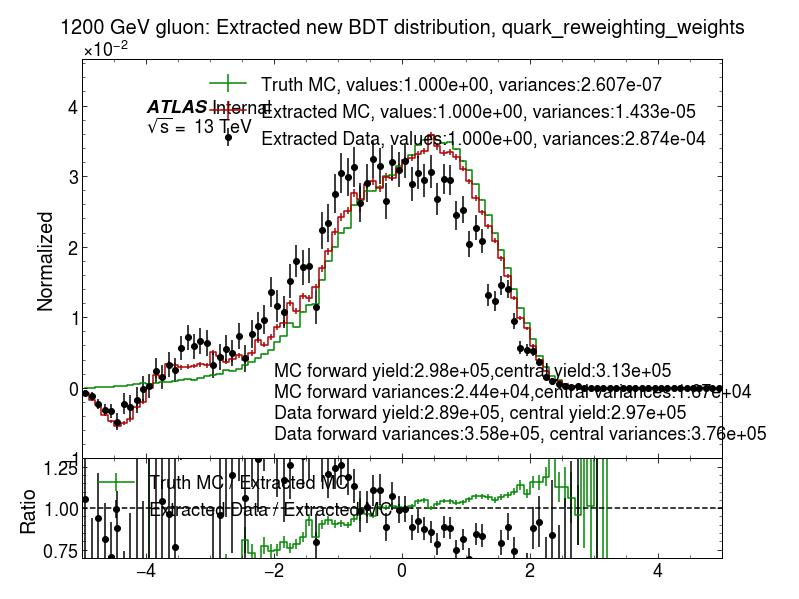 1200 GeV gluon: Extracted new BDT distribution, quark_reweighting_weights
×10⁻²
Truth MC, values:1.000e+00, variances:2.607e-07
ATLAS Internal
Extracted MC, values:1.000e+00, variances:1.433e-05
√s = 13 TeV
Extracted Data, values:1.000e+00, variances:2.874e-04
4
3
2
1
0
Normalized
MC forward yield:2.98e+05,central yield:3.13e+05
MC forward variances:2.44e+04,central variances:1.67e+04
Data forward yield:2.89e+05, central yield:2.97e+05
Data forward variances:3.58e+05, central variances:3.76e+05
1
1.25
1.00
0.75
Ratio
Truth MC / Extracted MC
Extracted Data / Extracted MC
−4 −2 0 2 4